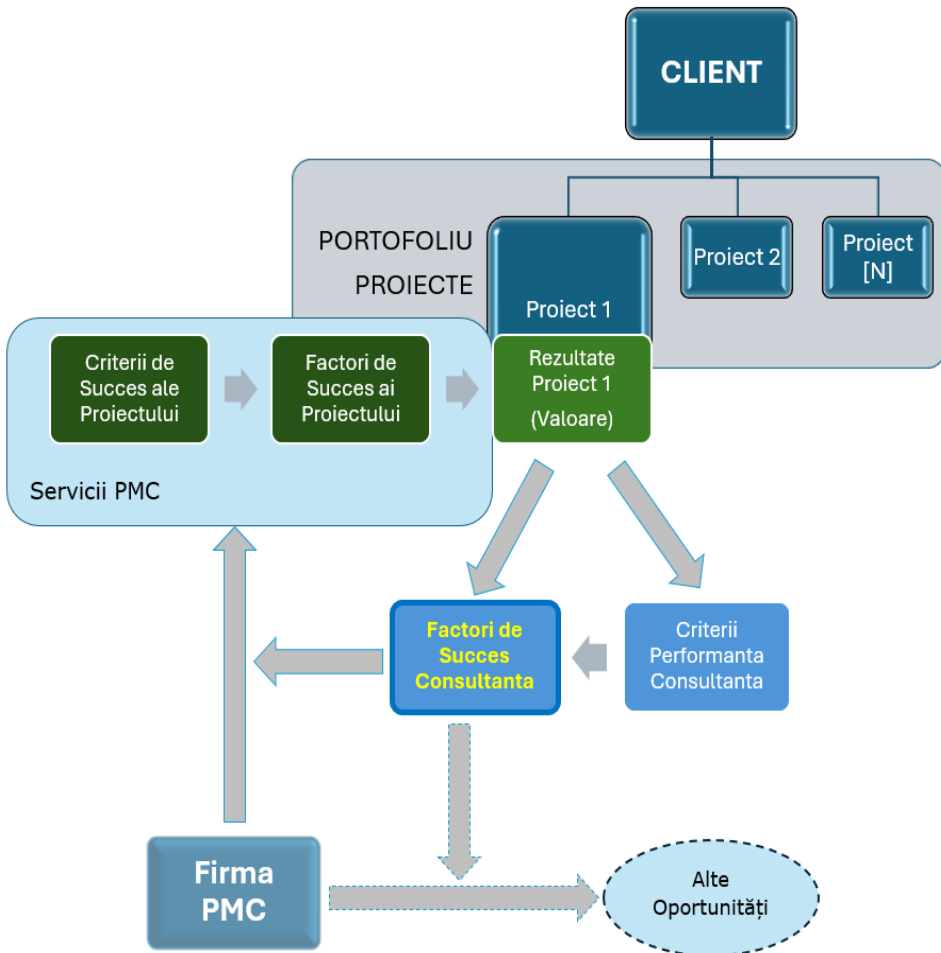 CLIENT
PORTOFOLIU
PROIECTE
Proiect 1
Proiect 2
Proiect
[N]
Criterii de
Succes ale
Proiectului
Factori de
Succes ai
Proiectului
Rezultate
Proiect 1
(Valoare)
Servicii PMC
Factori de
Succes
Consultanta
Criterii
Performanta
Consultanta
Firma
PMC
Alte
Oportunități